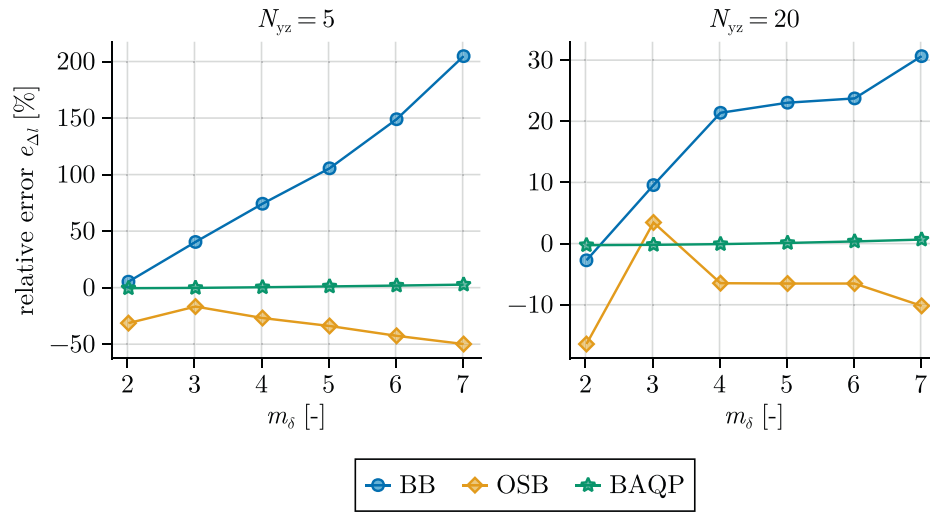 N_yz = 5
N_yz = 20
relative error e_Δl [%]
200
150
100
50
0
−50
30
20
10
0
−10
2 3 4 5 6 7
2 3 4 5 6 7
m_δ [-]
m_δ [-]
BB OSB BAQP